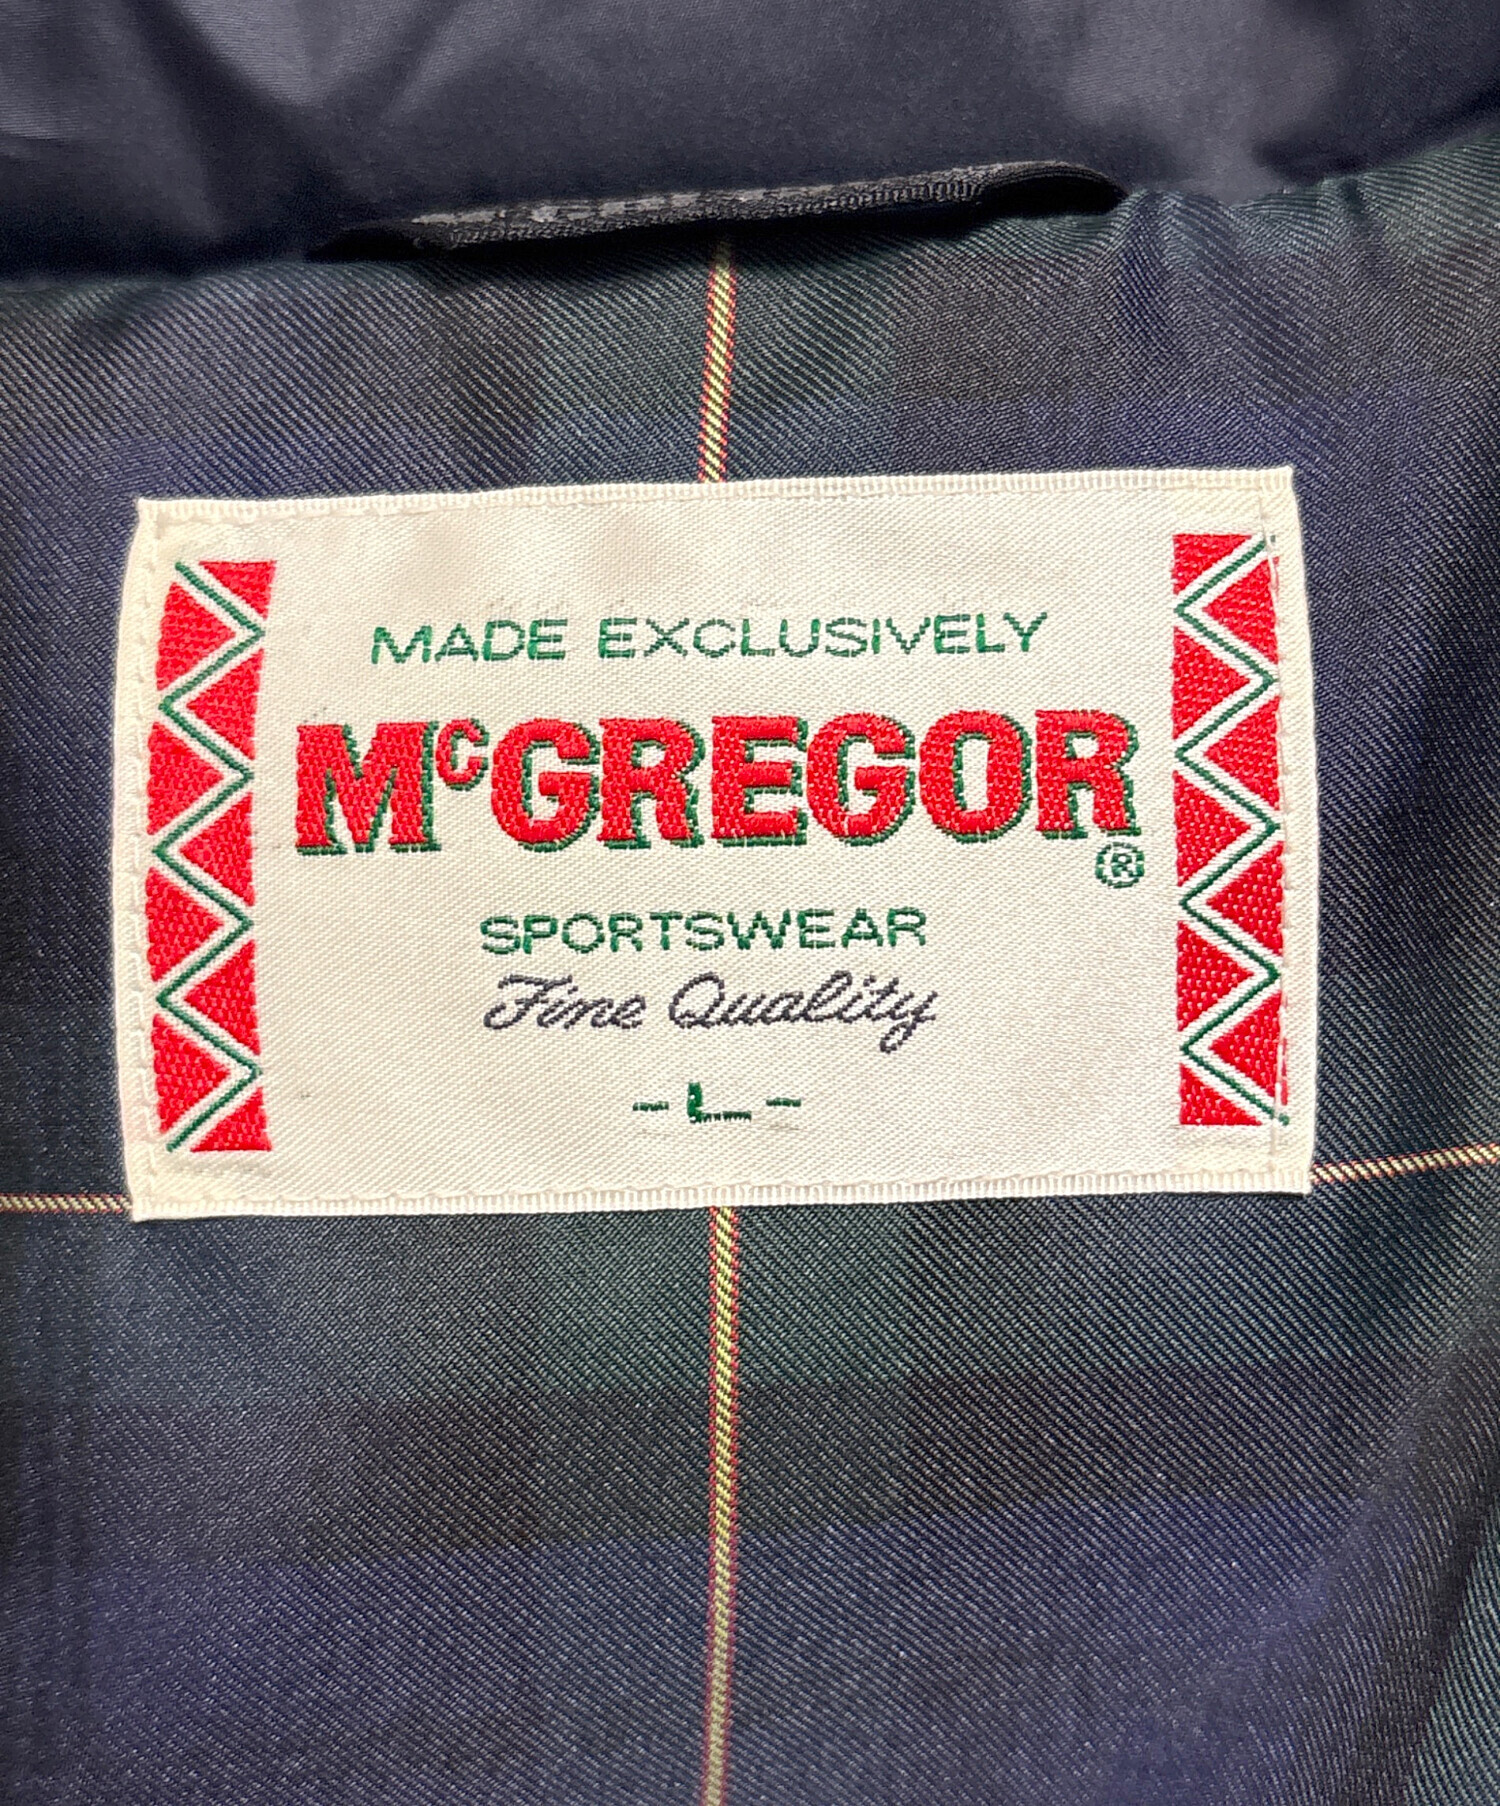 MADE EXCLUSIVELY
McGREGOR®
SPORTSWEAR
Fine Quality
-L-